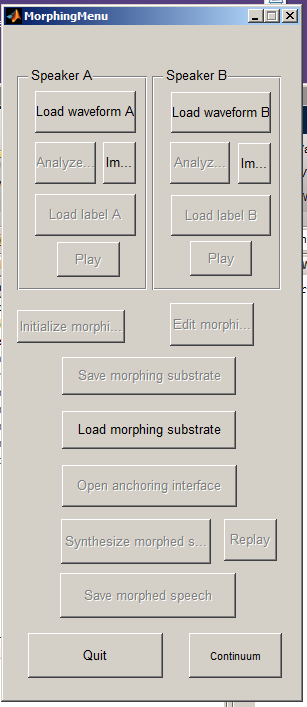 MorphingMenu
Speaker A
Speaker B
Load waveform A
Load waveform B
Analyze...
Im...
Analyz...
Im...
Load label A
Load label B
Play
Play
Initialize morphi...
Edit morphi...
Save morphing substrate
Load morphing substrate
Open anchoring interface
Synthesize morphed s...
Replay
Save morphed speech
Quit
Continuum